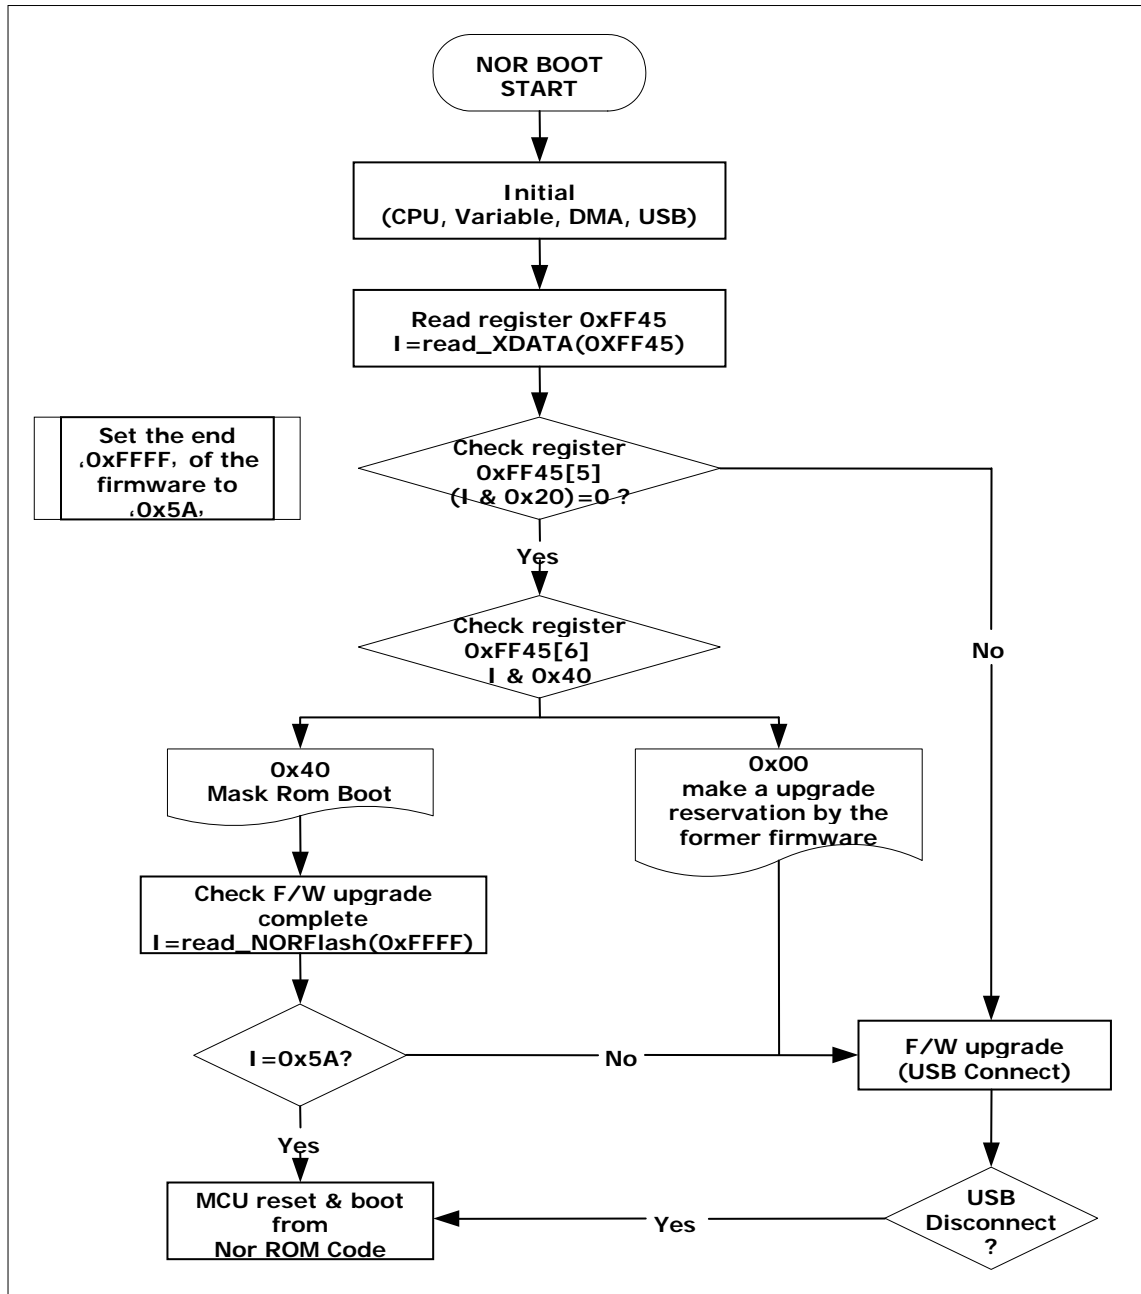 NOR BOOT
START
Initial
(CPU, Variable, DMA, USB)
Read register 0xFF45
I=read_XDATA(0XFF45)
Set the end
‘0xFFFF’ of the
firmware to
‘0x5A’
Check register
0xFF45[5]
(I & 0x20)=0 ?
Yes
Check register
0xFF45[6]
I & 0x40
No
0x40
Mask Rom Boot
0x00
make a upgrade
reservation by the
former firmware
Check F/W upgrade
complete
I=read_NORFlash(0xFFFF)
I=0x5A?
No
F/W upgrade
(USB Connect)
Yes
MCU reset & boot
from
Nor ROM Code
Yes
USB
Disconnect
?